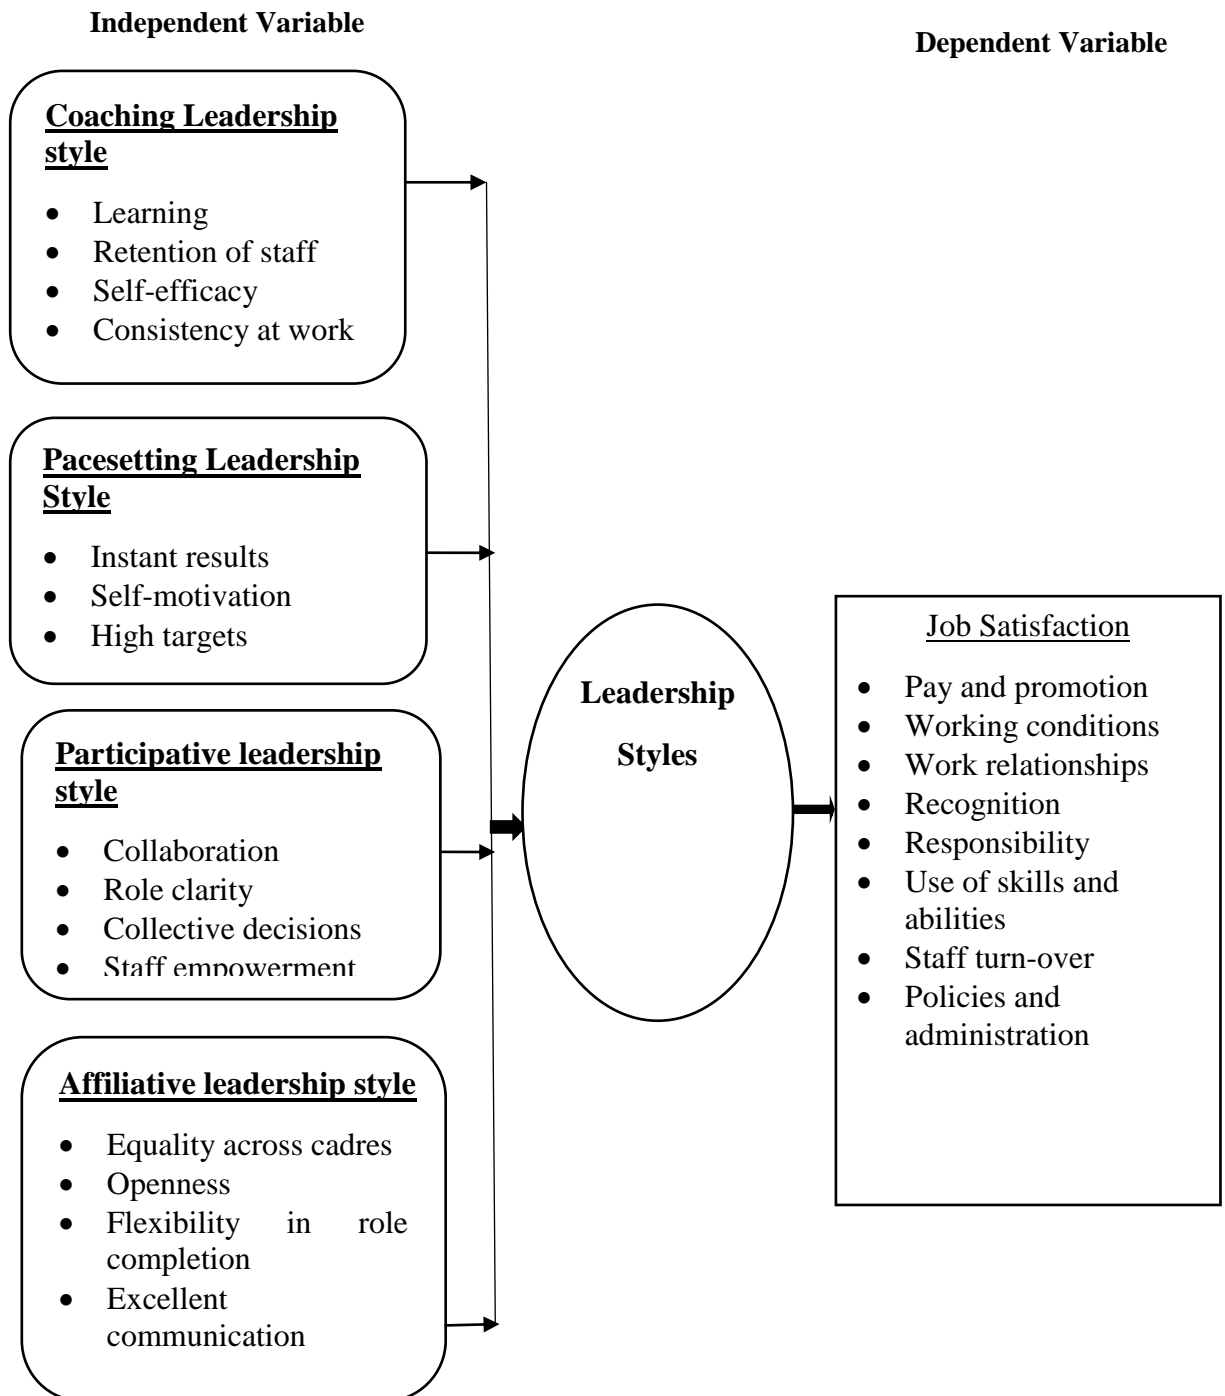 Independent Variable
Dependent Variable
Coaching Leadership
style
• Learning
• Retention of staff
• Self-efficacy
• Consistency at work
Pacesetting Leadership
Style
• Instant results
• Self-motivation
• High targets
Participative leadership
style
• Collaboration
• Role clarity
• Collective decisions
• Staff empowerment
Affiliative leadership style
• Equality across cadres
• Openness
• Flexibility in role
completion
• Excellent
communication
Leadership
Styles
Job Satisfaction
• Pay and promotion
• Working conditions
• Work relationships
• Recognition
• Responsibility
• Use of skills and
abilities
• Staff turn-over
• Policies and
administration